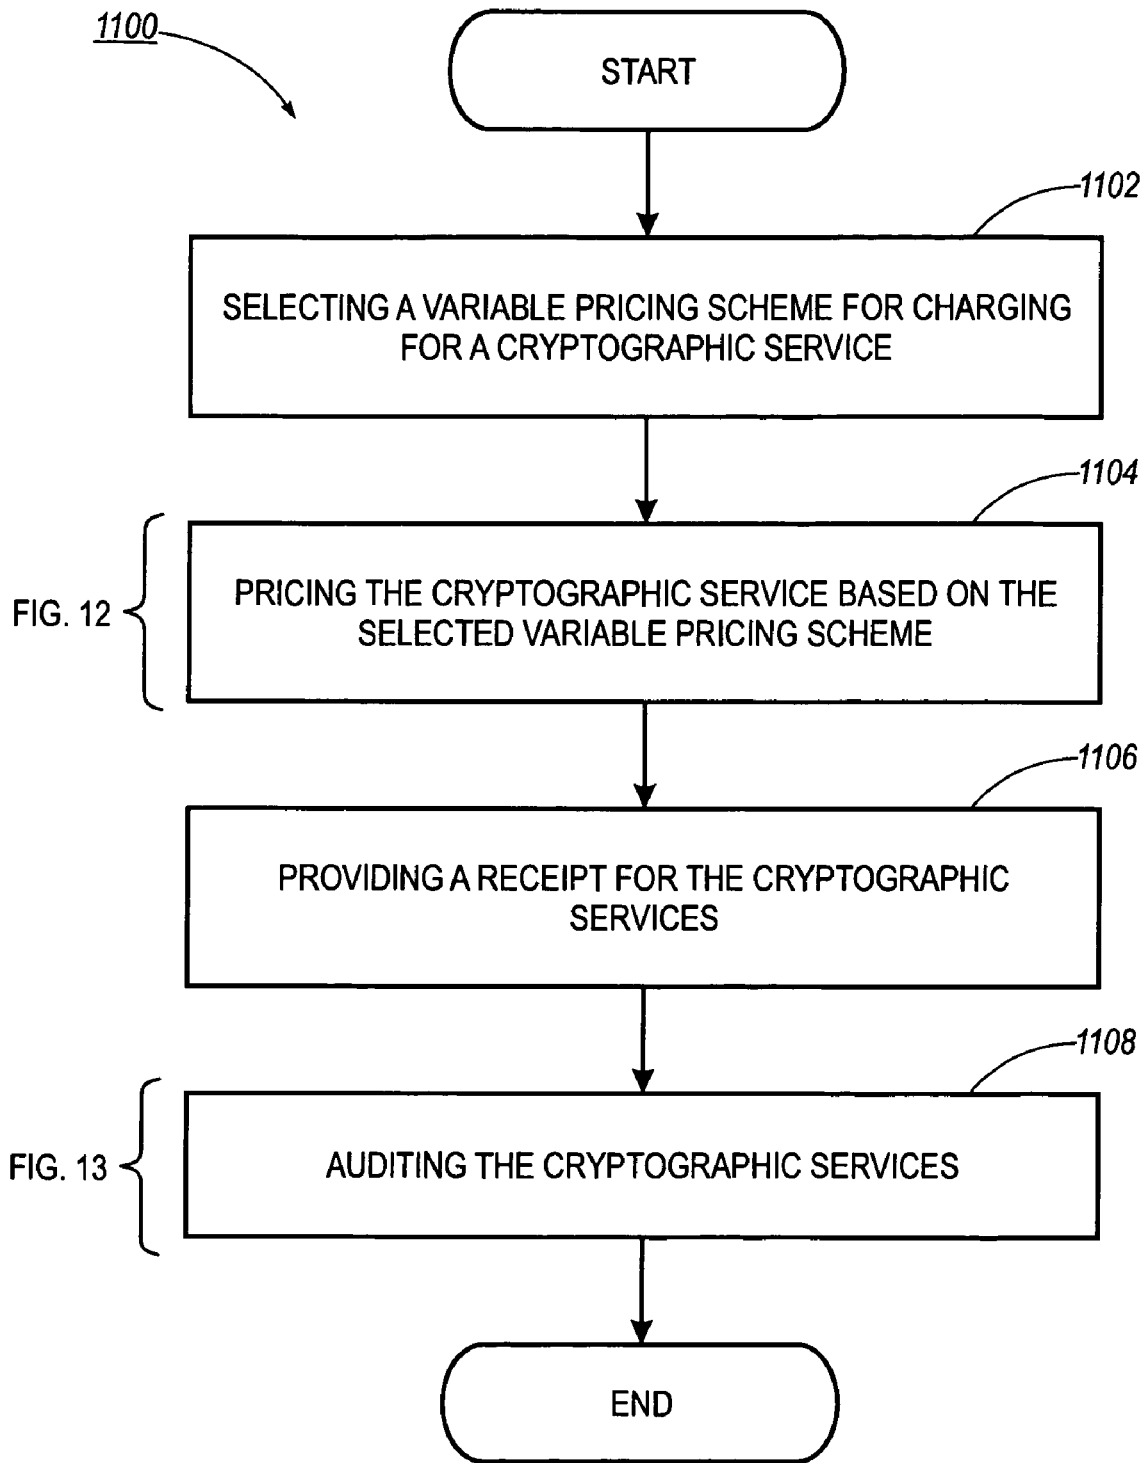 1100
START
1102
SELECTING A VARIABLE PRICING SCHEME FOR CHARGING
FOR A CRYPTOGRAPHIC SERVICE
1104
FIG. 12
PRICING THE CRYPTOGRAPHIC SERVICE BASED ON THE
SELECTED VARIABLE PRICING SCHEME
1106
PROVIDING A RECEIPT FOR THE CRYPTOGRAPHIC
SERVICES
1108
FIG. 13
AUDITING THE CRYPTOGRAPHIC SERVICES
END